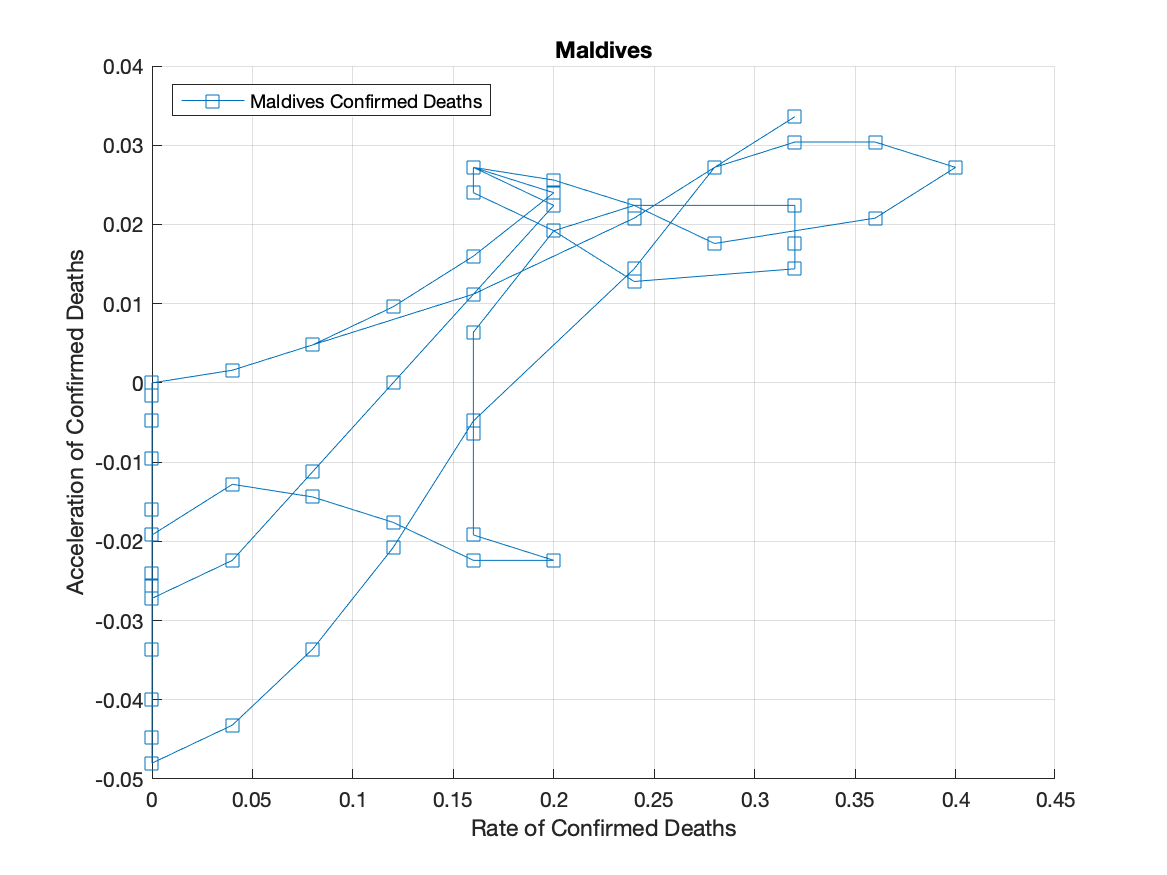 Maldives
Maldives Confirmed Deaths
Acceleration of Confirmed Deaths
0.04
0.03
0.02
0.01
0
-0.01
-0.02
-0.03
-0.04
-0.05
0 0.05 0.1 0.15 0.2 0.25 0.3 0.35 0.4 0.45
Rate of Confirmed Deaths